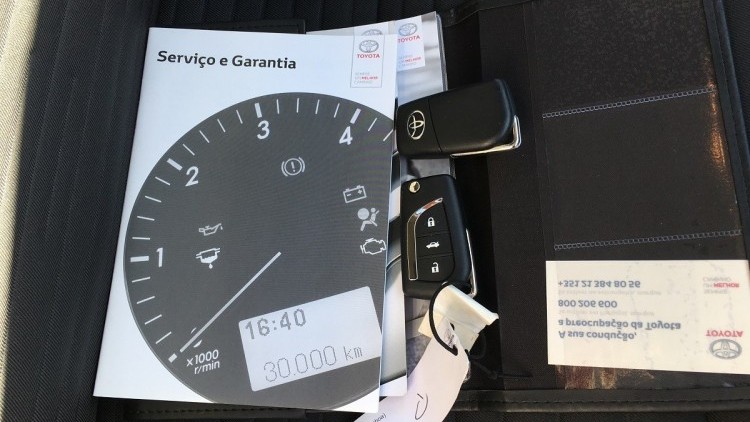 Serviço e Garantia
TOYOTA
TOYOTA
1
2
3
4
x1000
r/min
16:40
30.000 km
TOYOTA
A sua condução,
a preocupação da Toyota
800 206 600
+351 21 384 80 56